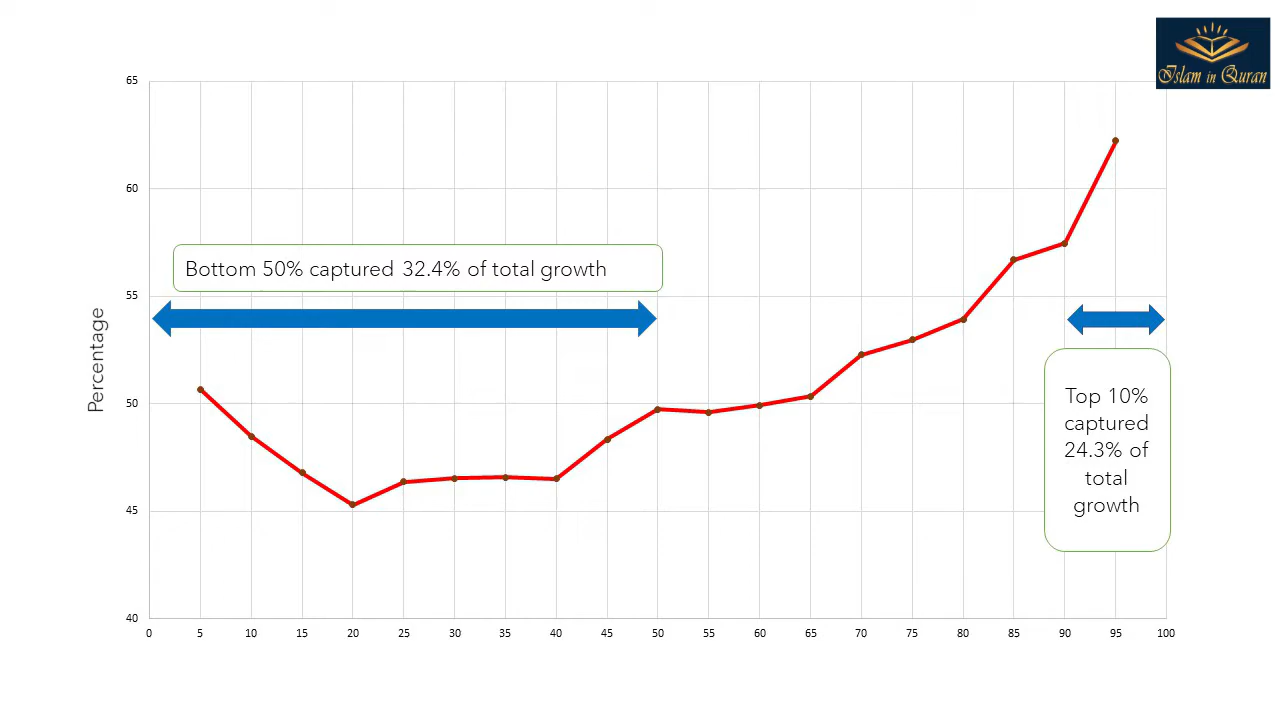 Islam in Quran
65
60
55
50
45
40
Percentage
Bottom 50% captured 32.4% of total growth
Top 10%
captured
24.3% of
total
growth
0 5 10 15 20 25 30 35 40 45 50 55 60 65 70 75 80 85 90 95 100